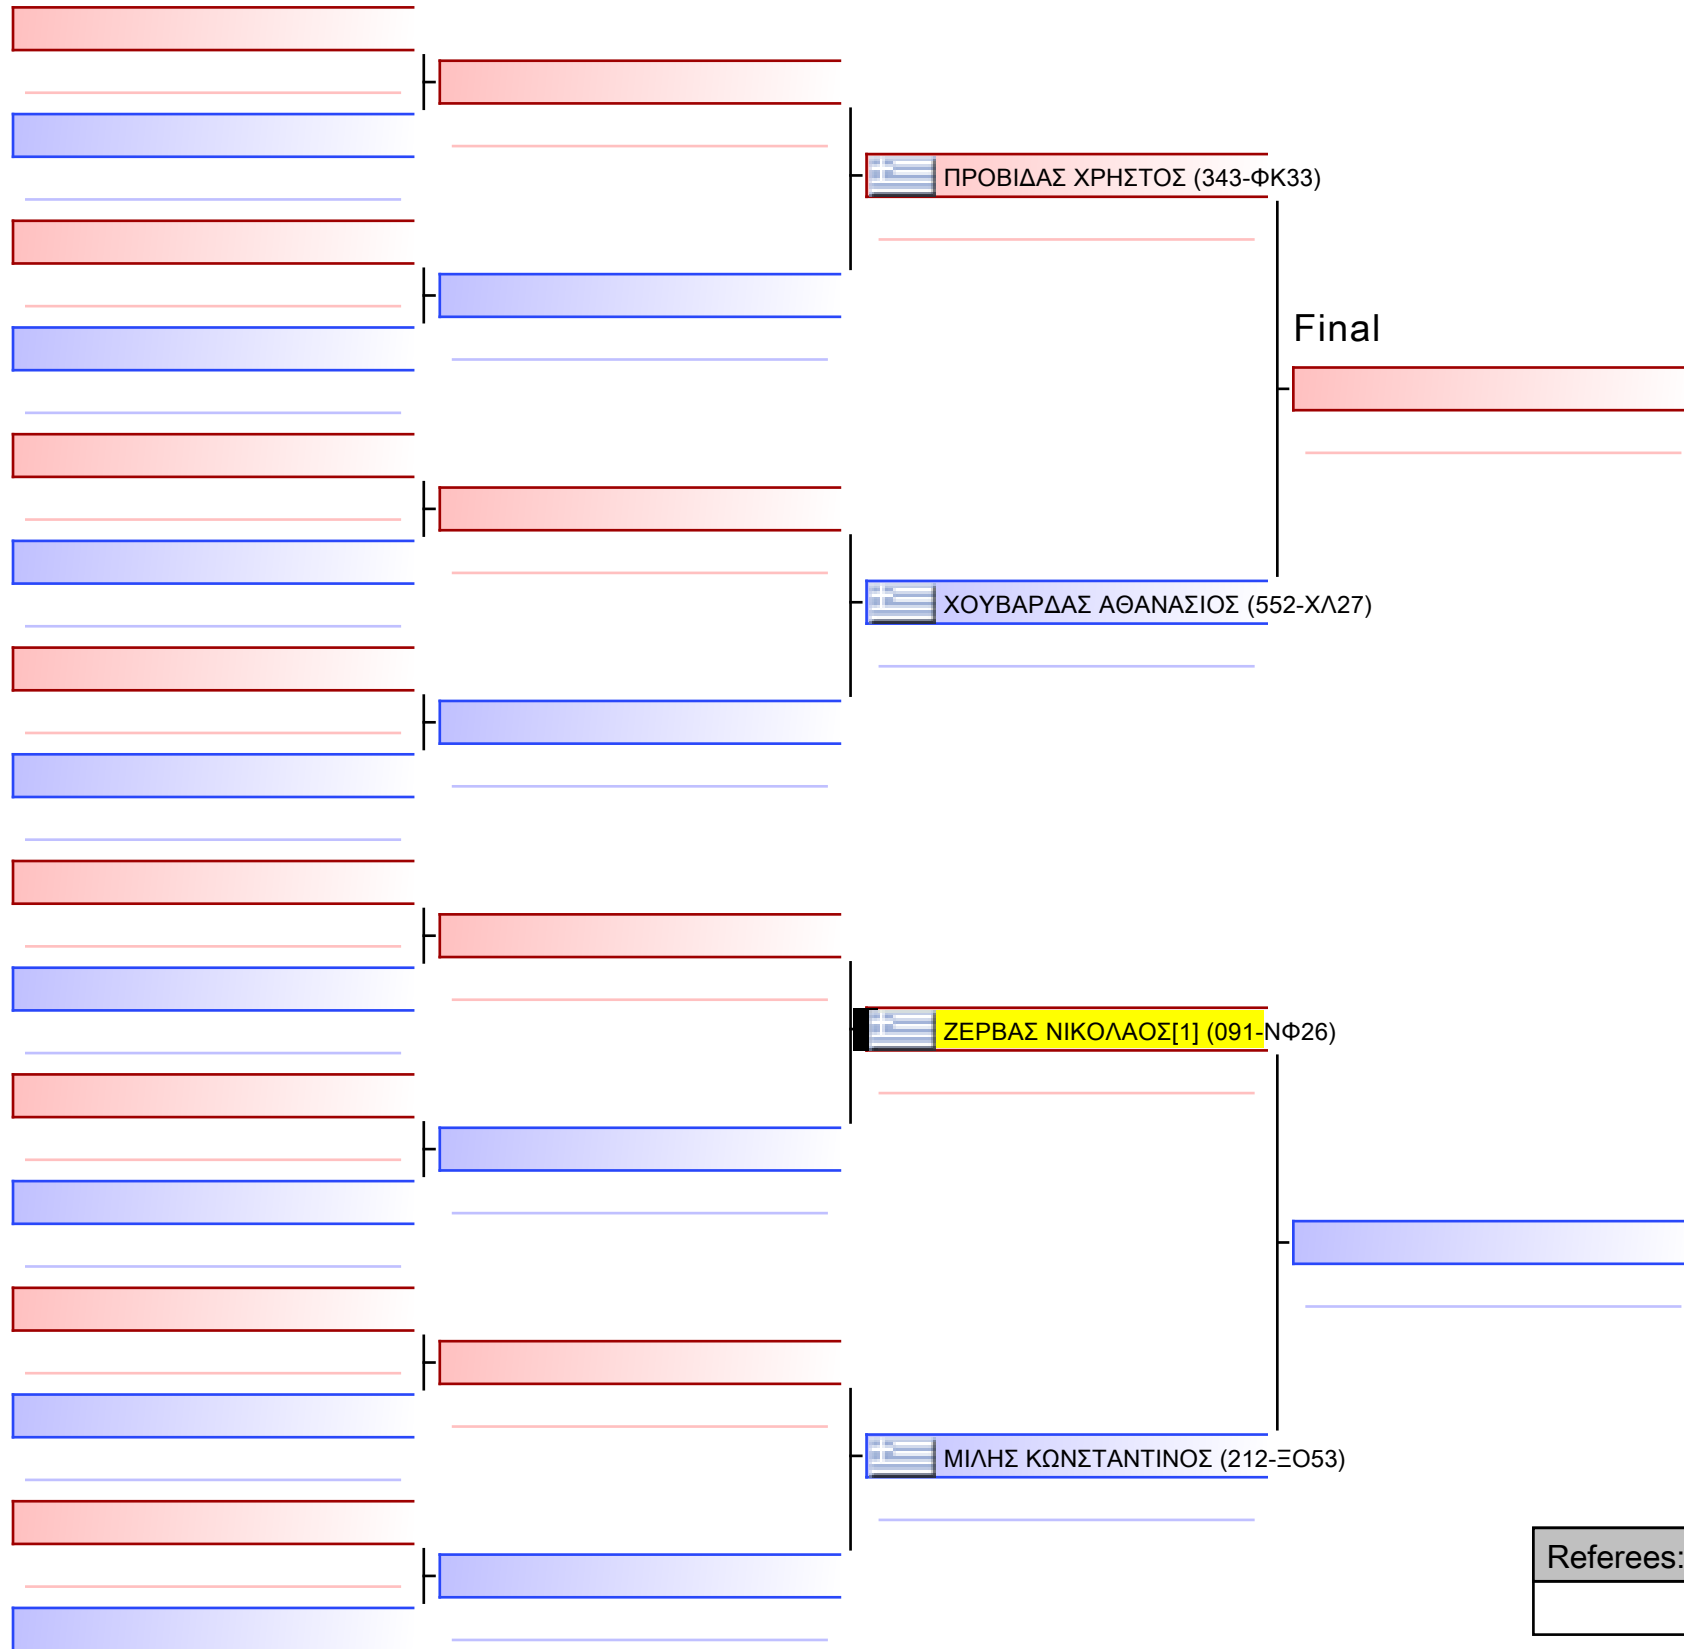 ΠΡΟΒΙΔΑΣ ΧΡΗΣΤΟΣ (343-ΦΚ33)
Final
ΧΟΥΒΑΡΔΑΣ ΑΘΑΝΑΣΙΟΣ (552-ΧΛ27)
ΖΕΡΒΑΣ ΝΙΚΟΛΑΟΣ[1] (091-ΝΦ26)
ΜΙΛΗΣ ΚΩΝΣΤΑΝΤΙΝΟΣ (212-ΞΟ53)
Referees: